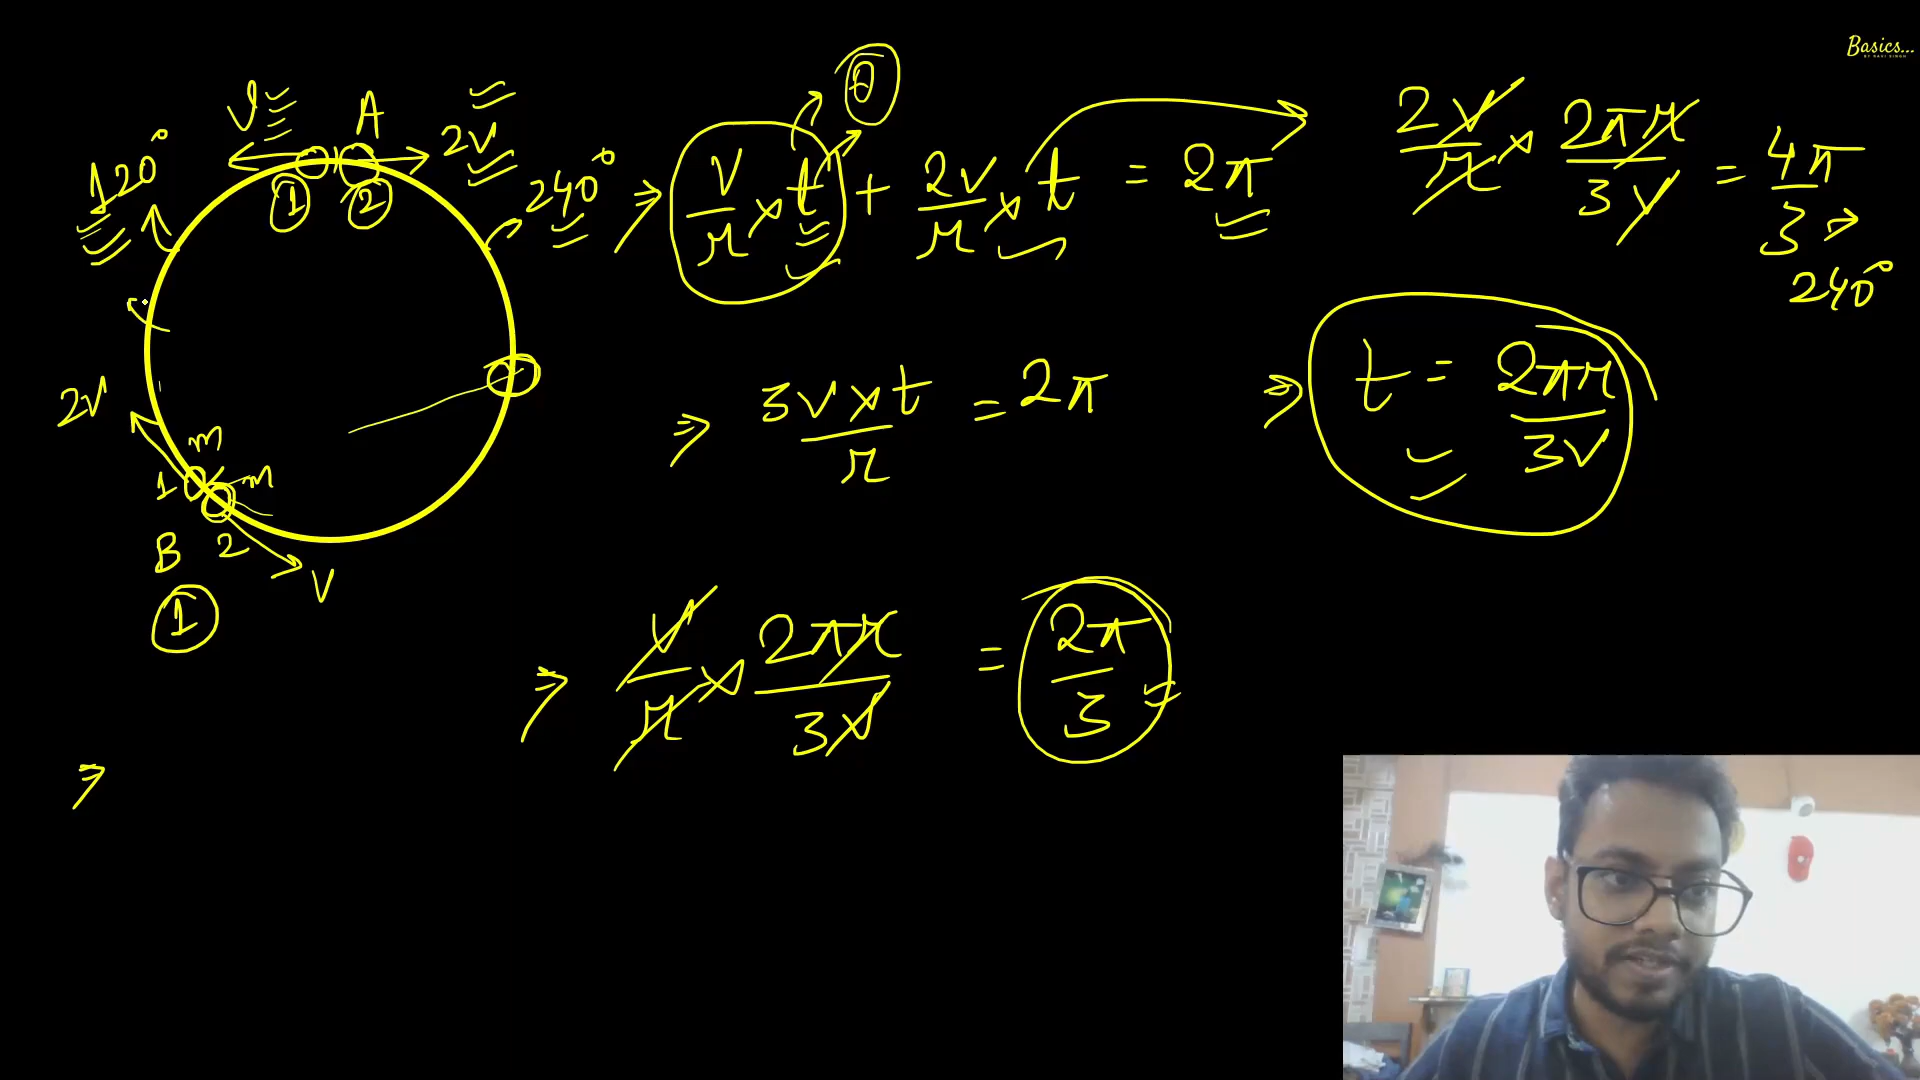 Basics...
V A 2V
120° ① ② 240°
⇒ V/r × t + 2V/r × t = 2π
θ
2V/r × 2πr/3V = 4π/3 ⇒
240°
⇒ 3V×t/r = 2π ⇒ t = 2πr/3V
2V
m
1 m
B 2
V
①
⇒ V/r × 2πr/3V = 2π/3
⇒